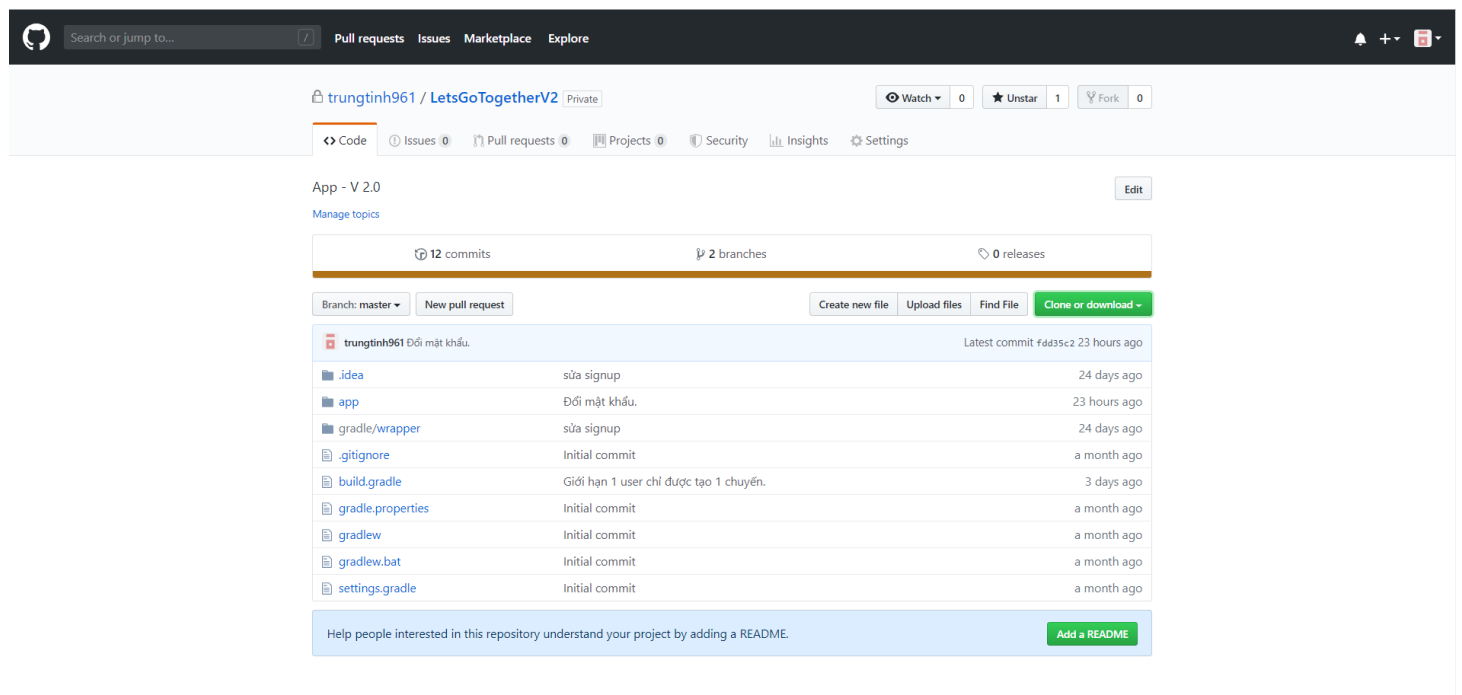 Search or jump to... / Pull requests Issues Marketplace Explore
trungtinh961 / LetsGoTogetherV2 Private Watch 0 Unstar 1 Fork 0
Code Issues 0 Pull requests 0 Projects 0 Security Insights Settings
App - V 2.0 Edit
Manage topics
12 commits 2 branches 0 releases
Branch: master New pull request Create new file Upload files Find File Clone or download
trungtinh961 Đổi mật khẩu. Latest commit fdd35c2 23 hours ago
.idea sửa signup 24 days ago
app Đổi mật khẩu. 23 hours ago
gradle/wrapper sửa signup 24 days ago
.gitignore Initial commit a month ago
build.gradle Giới hạn 1 user chỉ được tạo 1 chuyến. 3 days ago
gradle.properties Initial commit a month ago
gradlew Initial commit a month ago
gradlew.bat Initial commit a month ago
settings.gradle Initial commit a month ago
Help people interested in this repository understand your project by adding a README. Add a README